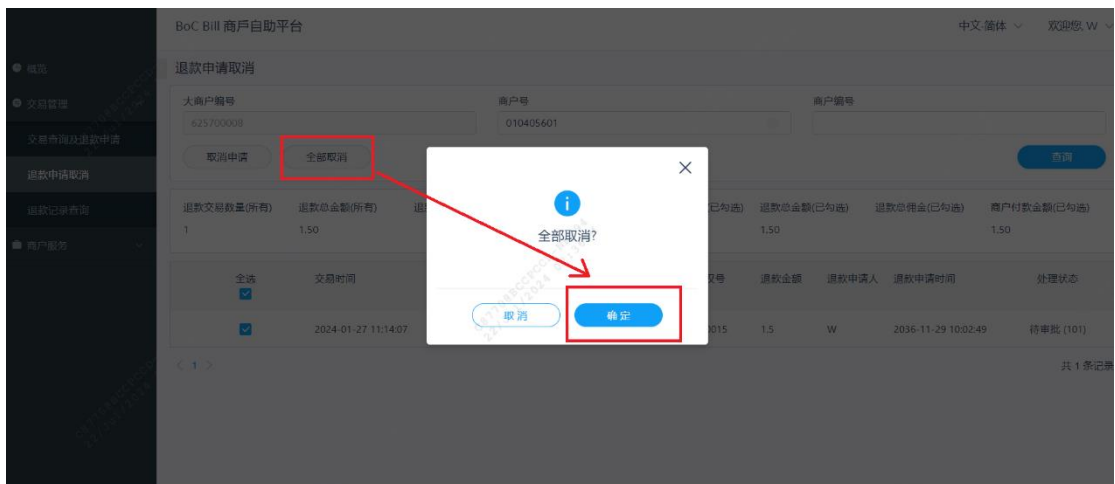 BoC Bill 商戶自助平台
中文-简体
欢迎您, W
概览
交易管理
交易查询及退款申请
退款申请取消
退款记录查询
商户服务
退款申请取消
大商户编号
商户号
商户编号
625700008
010405601
取消申请
全部取消
查询
退款交易数量(所有)
退款总金额(所有)
(已勾选)
退款总金额(已勾选)
退款总佣金(已勾选)
商户付款金额(已勾选)
1
1.50
1.50
1.50
全部取消?
取消
确定
全选
交易时间
退款金额
退款申请人
退款申请时间
处理状态
2024-01-27 11:14:07
0015
1.5
W
2036-11-29 10:02:49
待审批 (101)
< 1 >
共 1 条记录